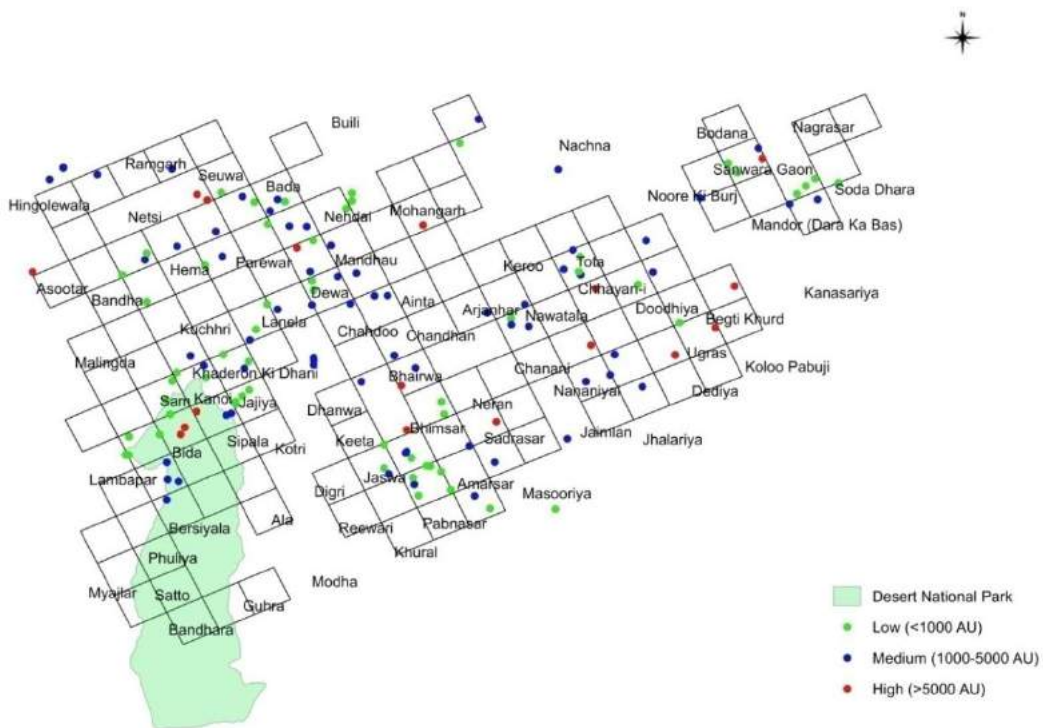 N
Buili
Nachna
Bodana
Nagrasar
Ramgarh
Seuwa
Bada
Sanwara Gaon
Soda Dhara
Noore Ki Burj
Hingolewala
Netsi
Nehdai
Mohangarh
Mandor (Dara Ka Bas)
Asootar
Hema
Parewar
Mandhau
Keroo
Tota
Bandha
Dewa
Ainta
Chhayan-i
Kanasariya
Kuchhri
Lanela
Chahdoo
Chandhan
Arjanhar
Nawatala
Doodhiya
Begti Khurd
Malingda
Khaderon Ki Dhani
Bhairwa
Chanani
Ugras
Koloo Pabuji
Sam
Kanoi
Jajiya
Dhanwa
Neran
Nananiyai
Dediya
Bida
Sipala
Kotri
Keeta
Bhimsar
Sadrasar
Jaimlan
Jhalariya
Lambapar
Digri
Jaswa
Amarsar
Masooriya
Bersiyala
Ala
Reewari
Pabnasar
Khural
Phuliya
Myajlar
Satto
Guhra
Modha
Bandhara
Desert National Park
Low (<1000 AU)
Medium (1000-5000 AU)
High (>5000 AU)